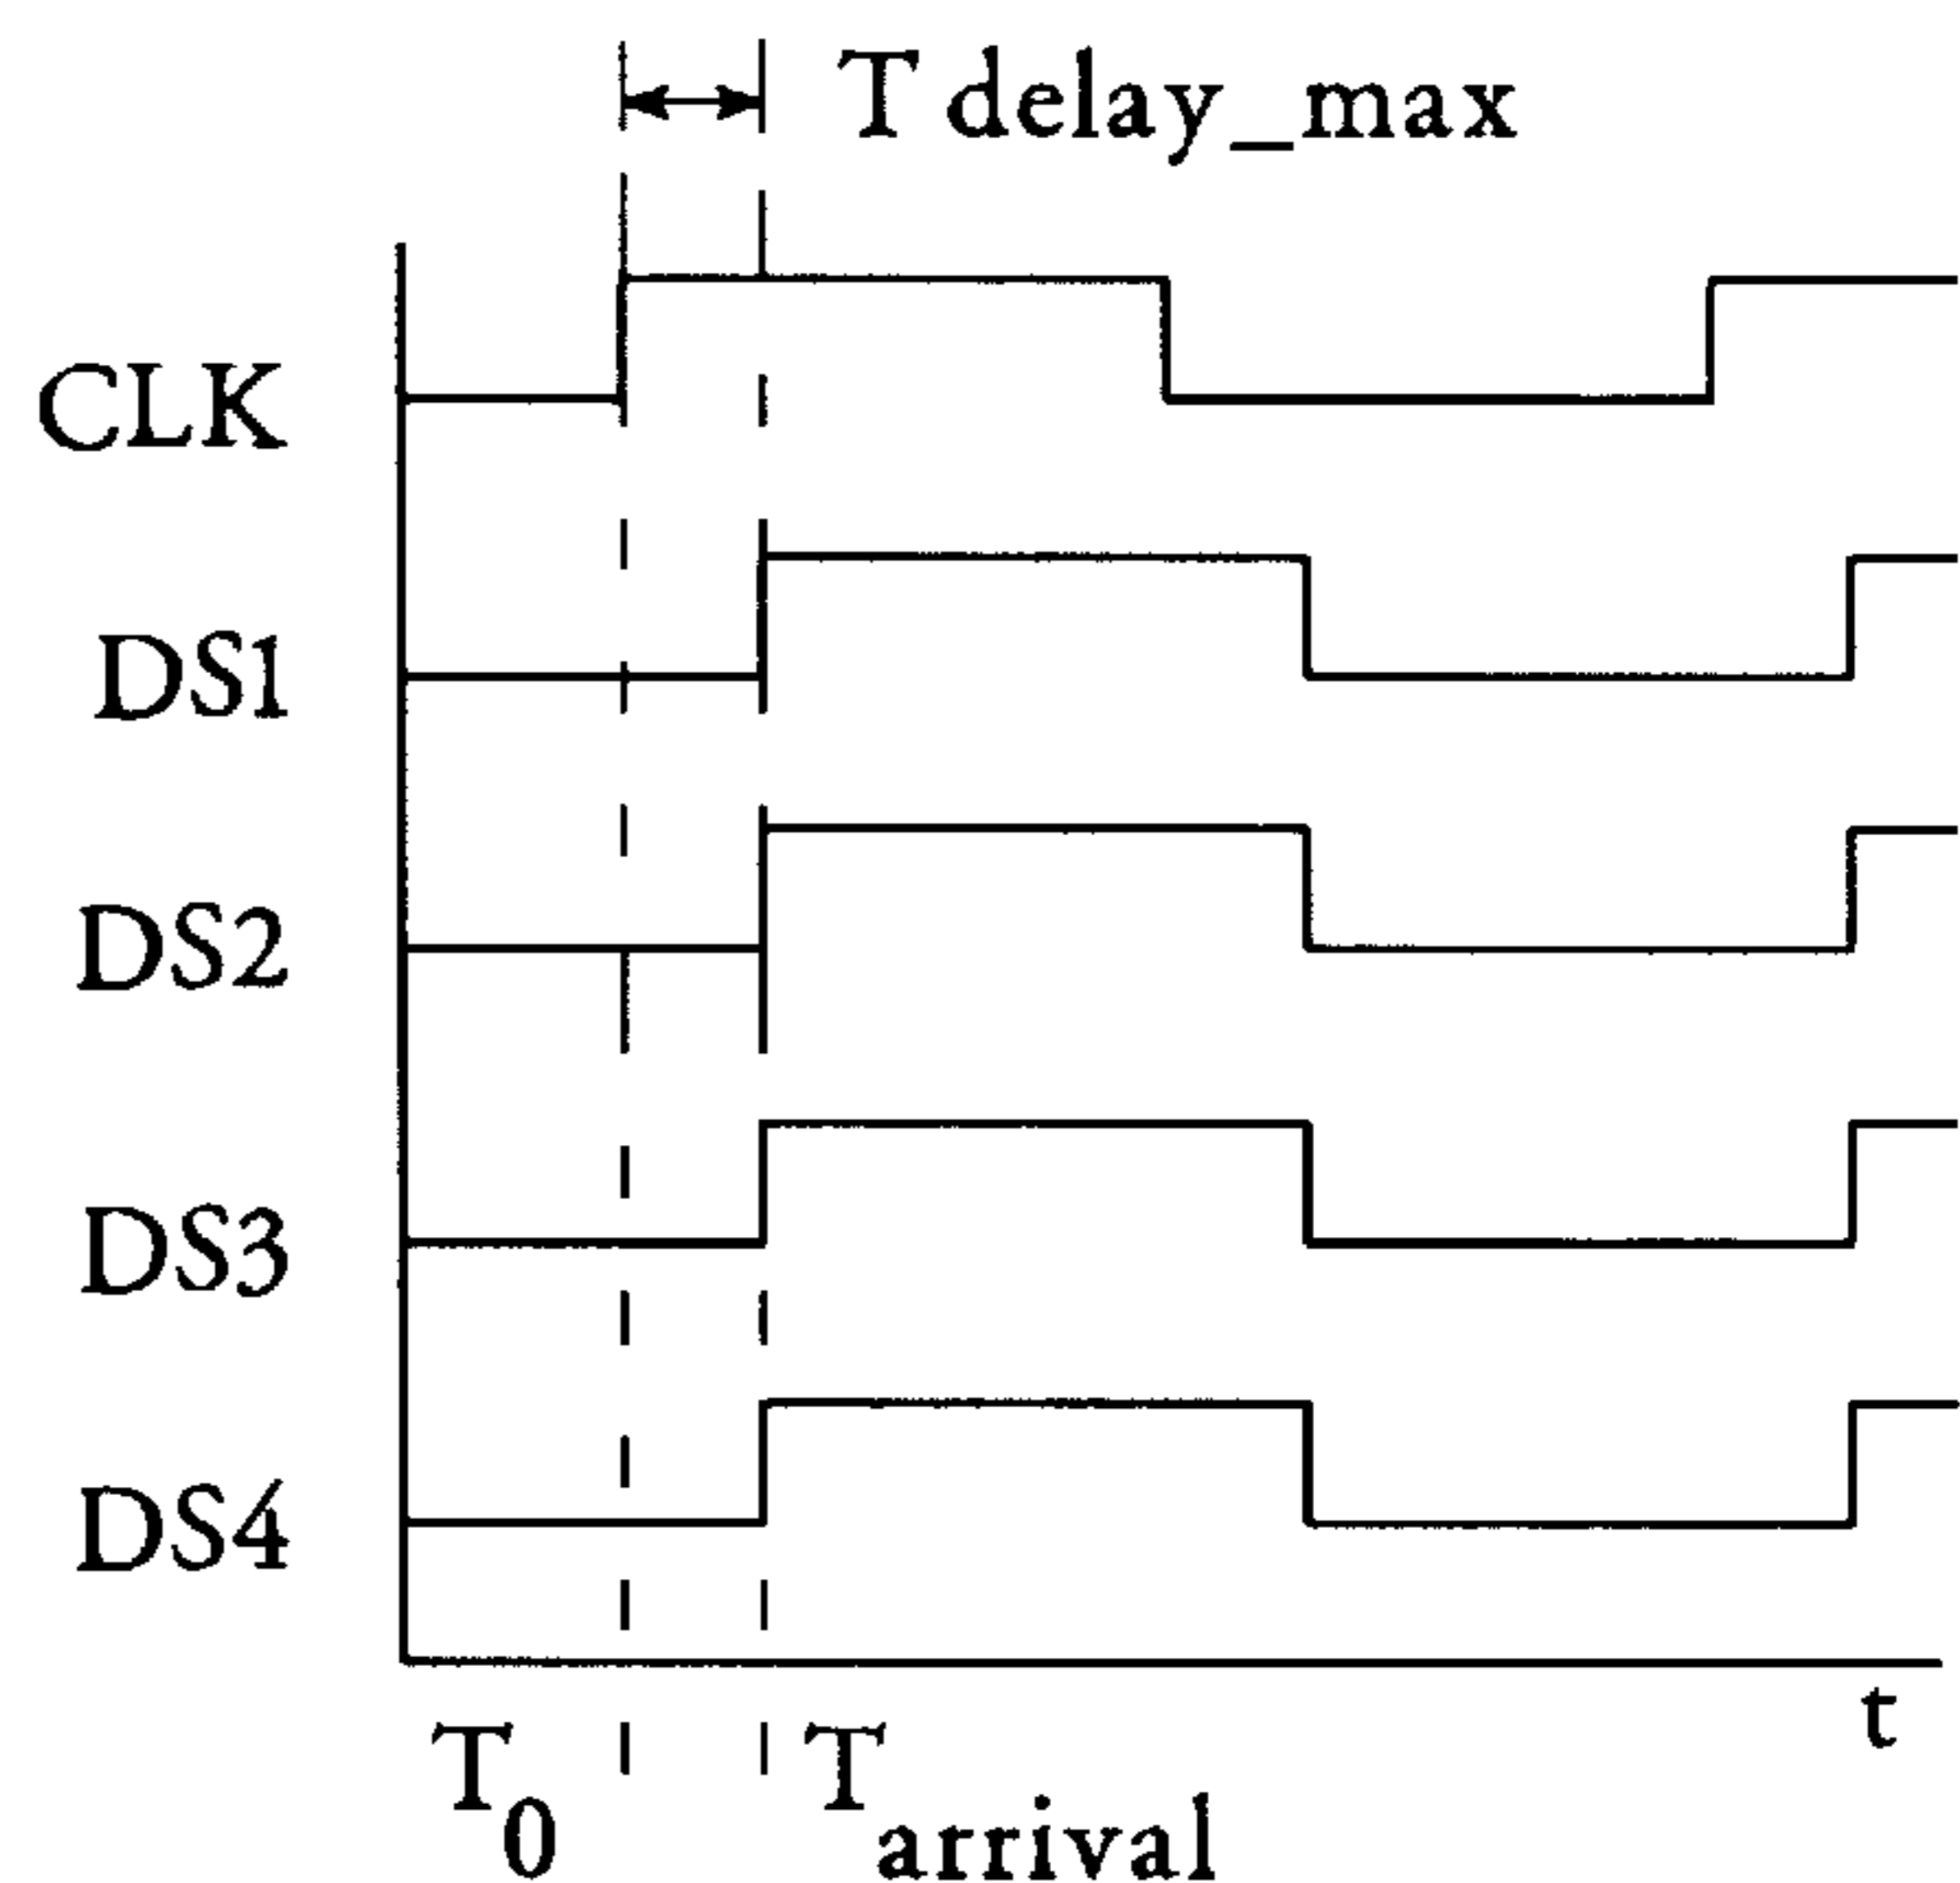 T delay_max
CLK
DS1
DS2
DS3
DS4
t
T0 Tarrival